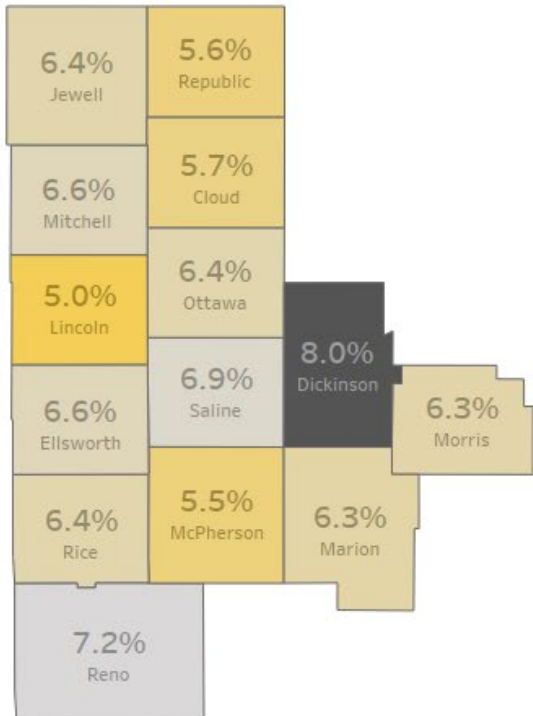 6.4%
Jewell
5.6%
Republic
5.7%
Cloud
6.6%
Mitchell
6.4%
Ottawa
5.0%
Lincoln
8.0%
Dickinson
6.9%
Saline
6.6%
Ellsworth
6.3%
Morris
5.5%
McPherson
6.3%
Marion
6.4%
Rice
7.2%
Reno